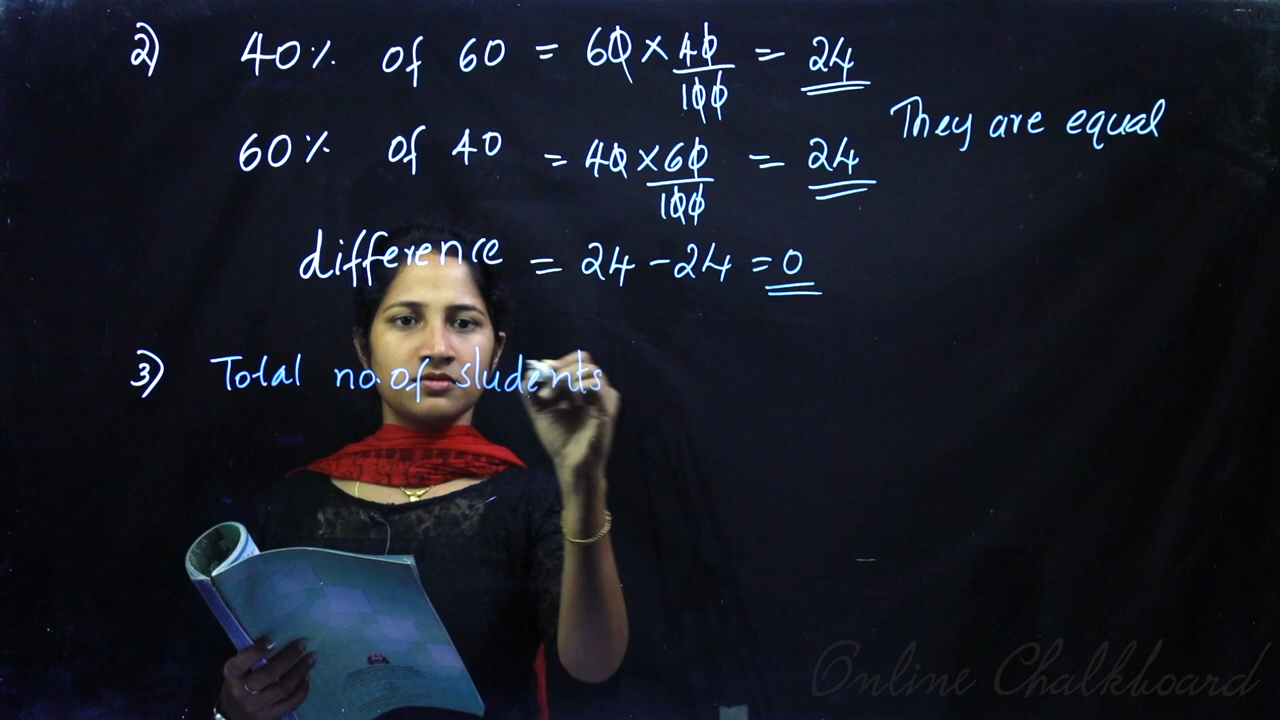 2) 40% of 60 = 60 × 40/100 = 24
They are equal
60% of 40 = 40 × 60/100 = 24
difference = 24 - 24 = 0
3) Total no. of students
Online Chalkboard